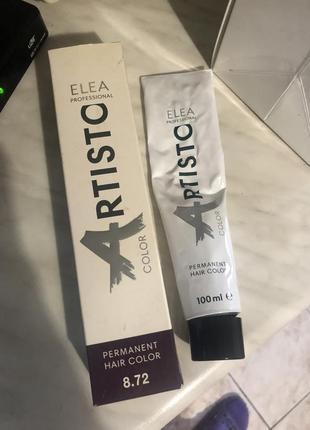 ELEA
PROFESSIONAL
ARTISTO
COLOR
PERMANENT
HAIR COLOR
8.72
ELEA
PROFESSIONAL
ARTISTO
COLOR
PERMANENT
HAIR COLOR
100 ml e